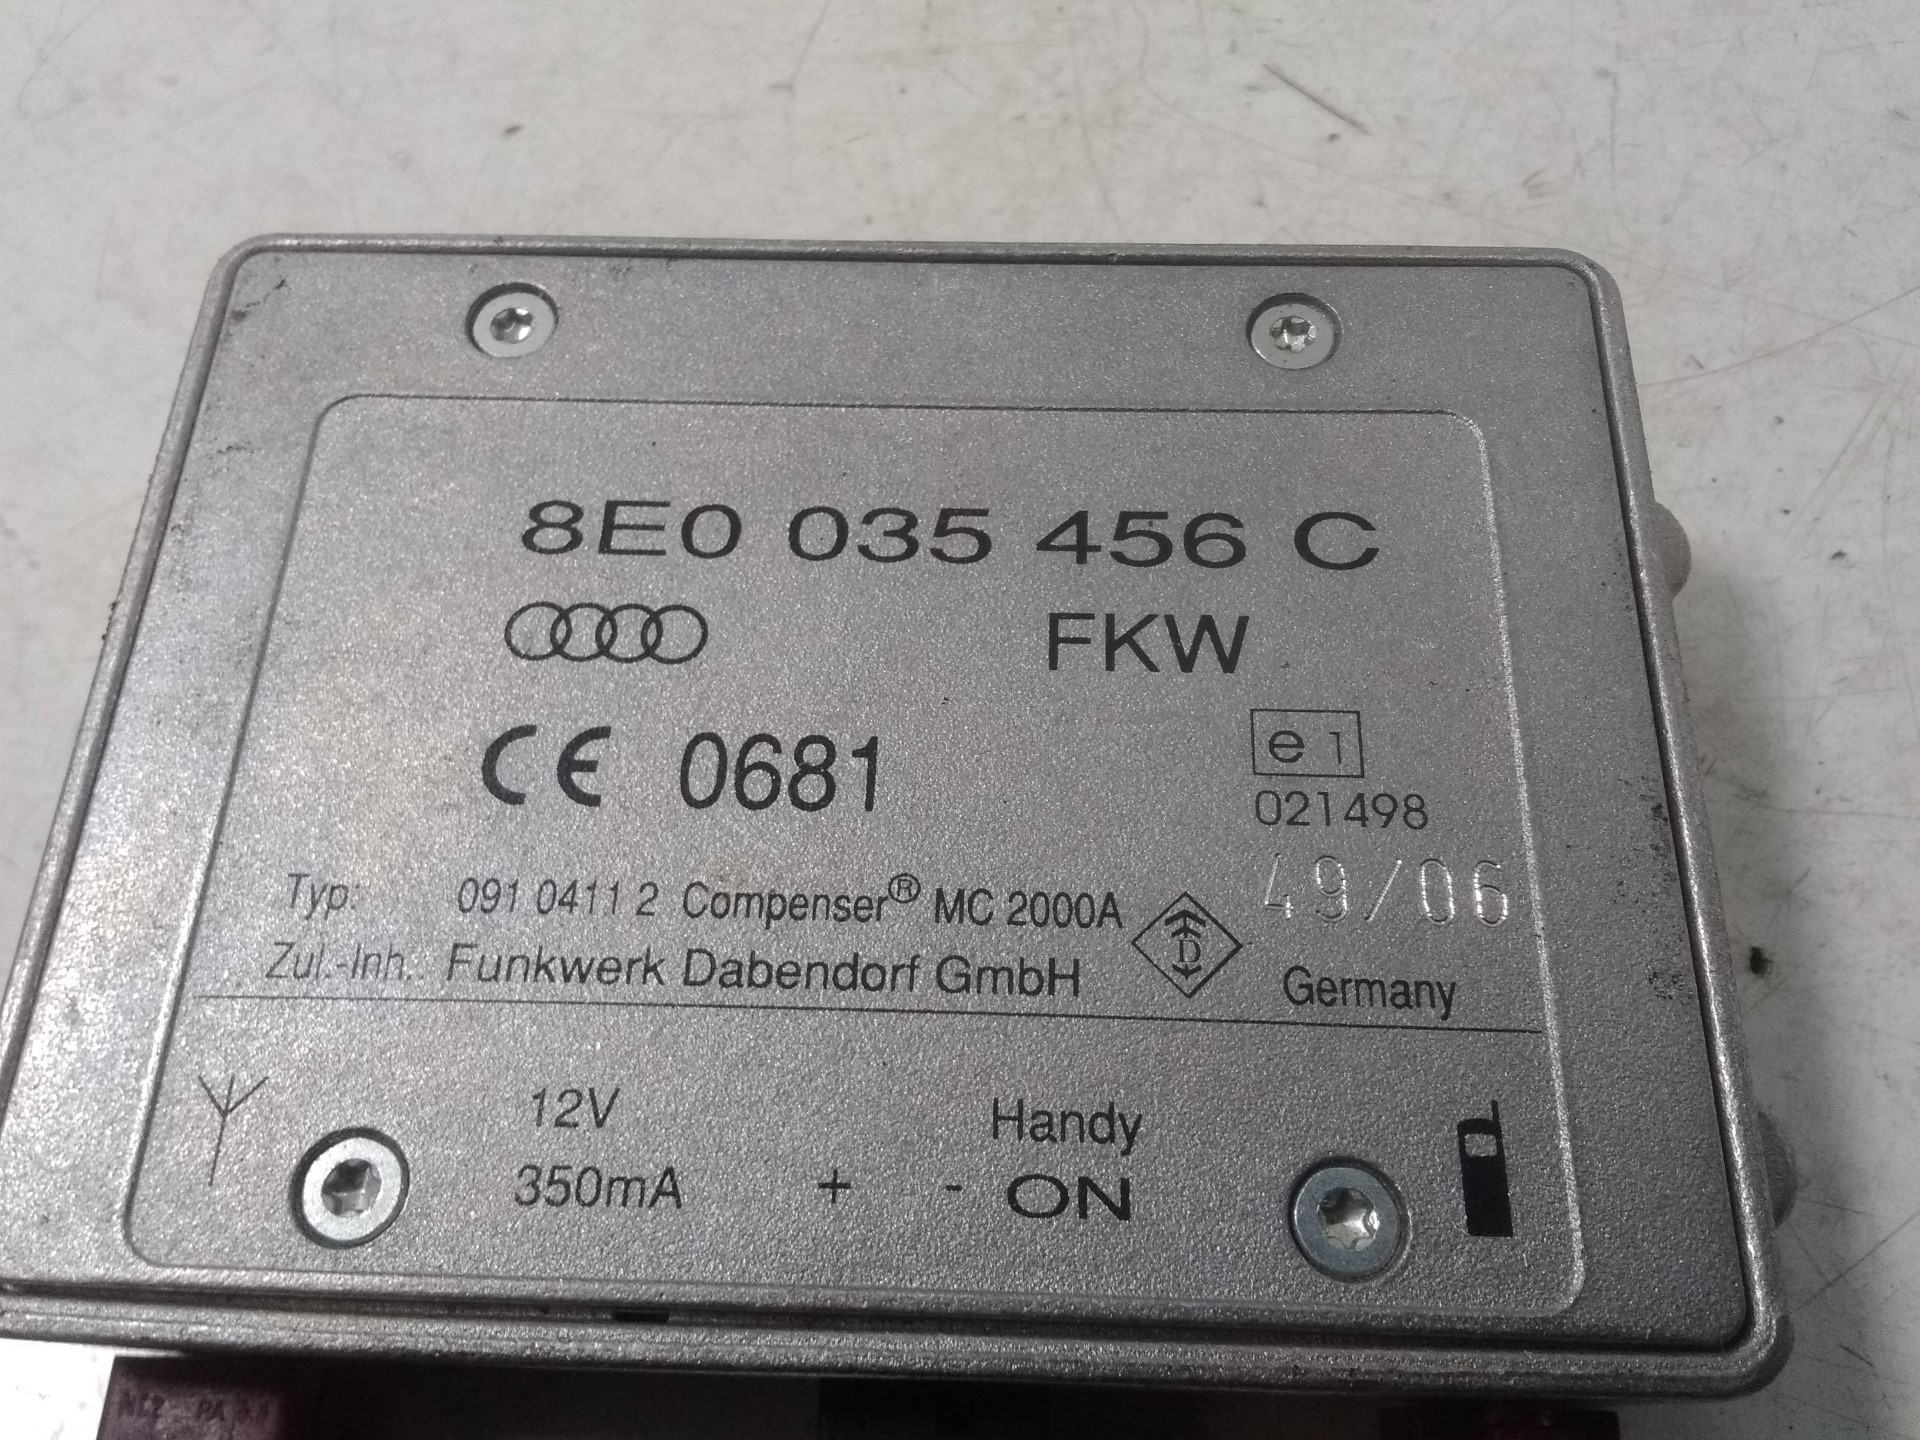 8E0 035 456 C
FKW
CE 0681
e1
021498
49/06
Typ: 091 0411 2 Compenser® MC 2000A
D
Zul.-Inh. Funkwerk Dabendorf GmbH
Germany
12V
Handy
350mA + - ON